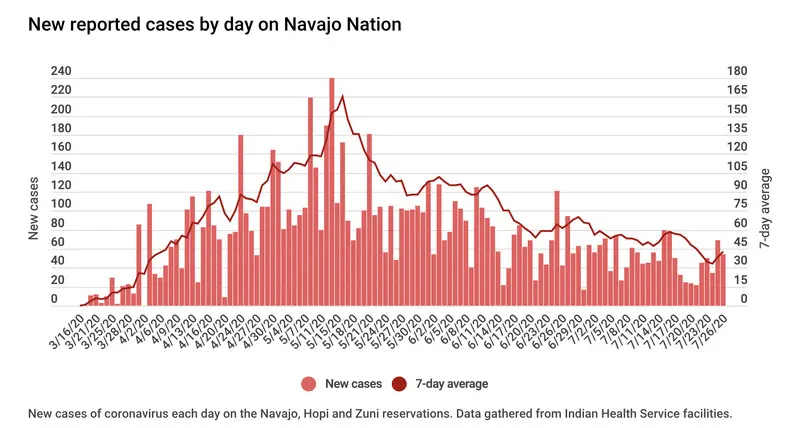 New reported cases by day on Navajo Nation
240 180
220 165
200 150
180 135
160 120
140 105
120 90
100 75
80 60
60 45
40 30
20 15
0 0
New cases
7-day average
3/16/20 3/21/20 3/25/20 3/28/20 4/2/20 4/6/20 4/9/20 4/13/20 4/16/20 4/20/20 4/24/20 4/27/20 4/30/20 5/7/20 5/11/20 5/15/20 5/18/20 5/21/20 5/24/20 5/27/20 5/30/20 6/2/20 6/5/20 6/8/20 6/11/20 6/14/20 6/17/20 6/20/20 6/23/20 6/26/20 6/29/20 7/2/20 7/5/20 7/8/20 7/11/20 7/14/20 7/17/20 7/20/20 7/23/20 7/26/20
New cases 7-day average
New cases of coronavirus each day on the Navajo, Hopi and Zuni reservations. Data gathered from Indian Health Service facilities.